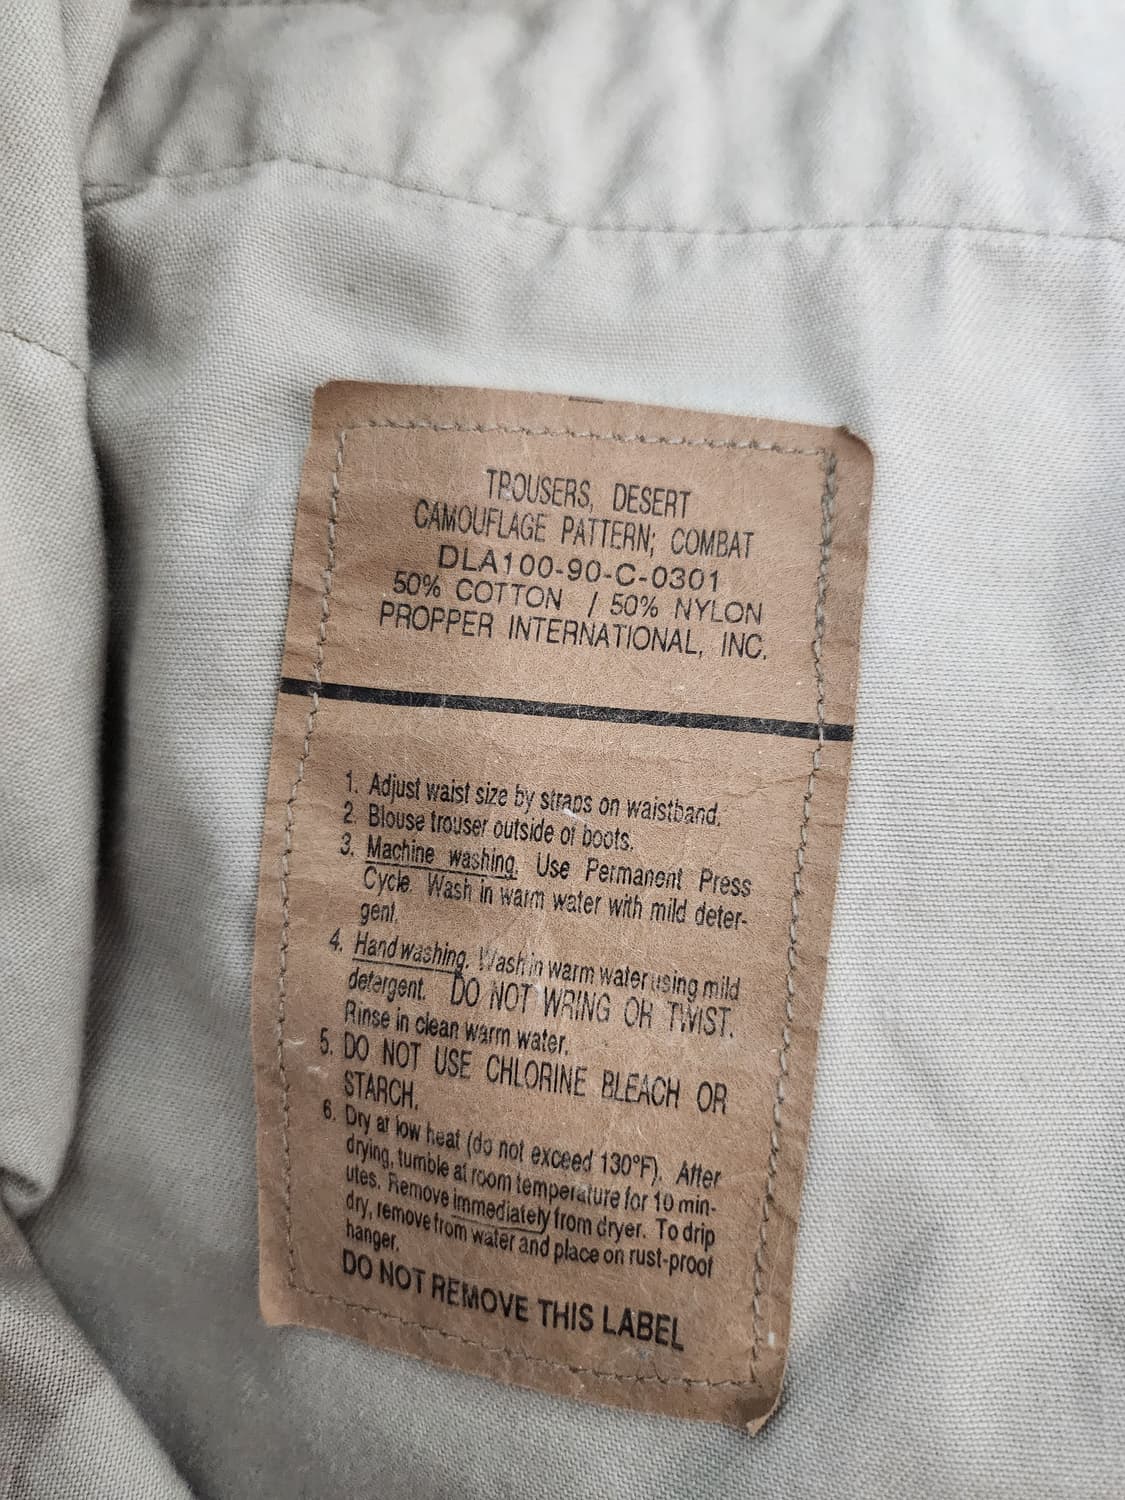 TROUSERS, DESERT
CAMOUFLAGE PATTERN; COMBAT
DLA100-90-C-0301
50% COTTON / 50% NYLON
PROPPER INTERNATIONAL, INC.
1. Adjust waist size by straps on waistband.
2. Blouse trouser outside of boots.
3. Machine washing. Use Permanent Press
Cycle. Wash in warm water with mild deter-
gent.
4. Hand washing. Wash in warm water using mild
detergent. DO NOT WRING OR TWIST.
Rinse in clean warm water.
5. DO NOT USE CHLORINE BLEACH OR
STARCH.
6. Dry at low heat (do not exceed 130°F). After
drying, tumble at room temperature for 10 min-
utes. Remove immediately from dryer. To drip
dry, remove from water and place on rust-proof
hanger.
DO NOT REMOVE THIS LABEL